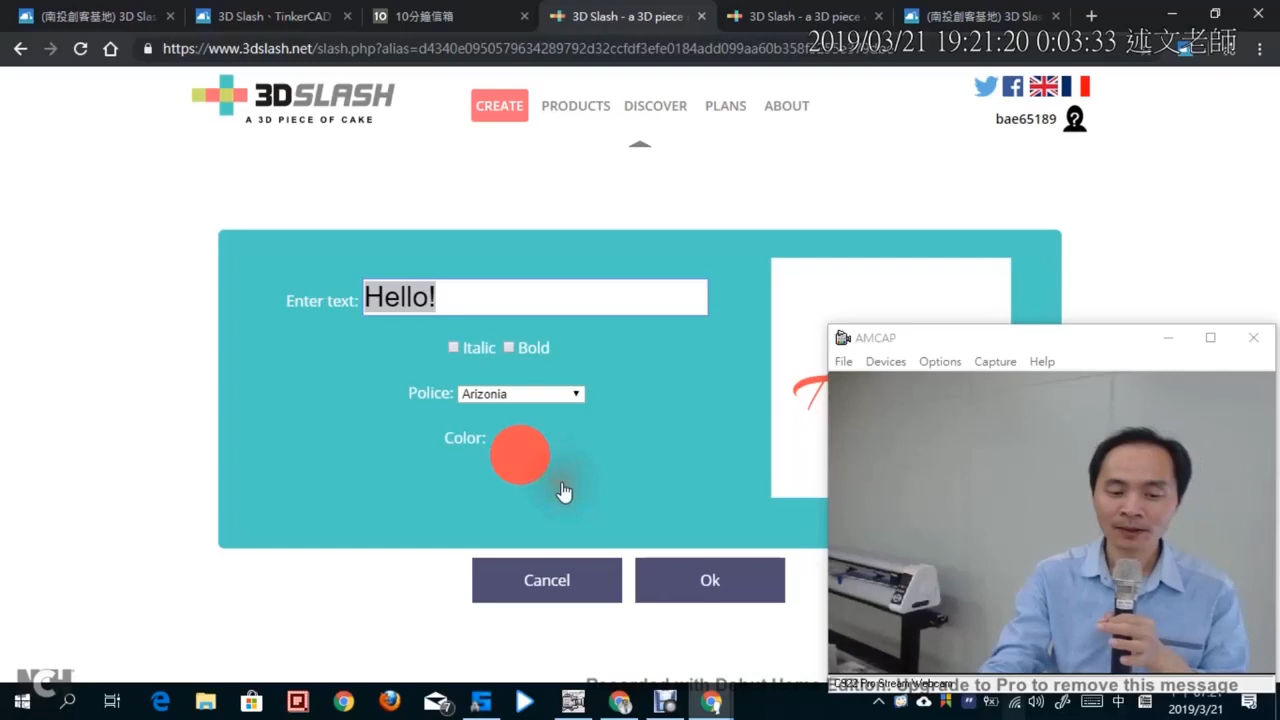 (南投創客基地) 3D Sla
3D Slash、TinkerCAD
10 10分鐘信箱
3D Slash - a 3D piece
3D Slash - a 3D piece
(南投創客基地) 3D Sla
2019/03/21 19:21:20 0:03:33 述文老師
3DSLASH
A 3D PIECE OF CAKE
CREATE PRODUCTS DISCOVER PLANS ABOUT
bae65189
Enter text: Hello!
Italic Bold
Police: Arizonia
Color:
Cancel Ok
AMCAP
File Devices Options Capture Help
NCH
Recorded with Debut Home Edition. Upgrade to Pro to remove this message
中
2019/3/21